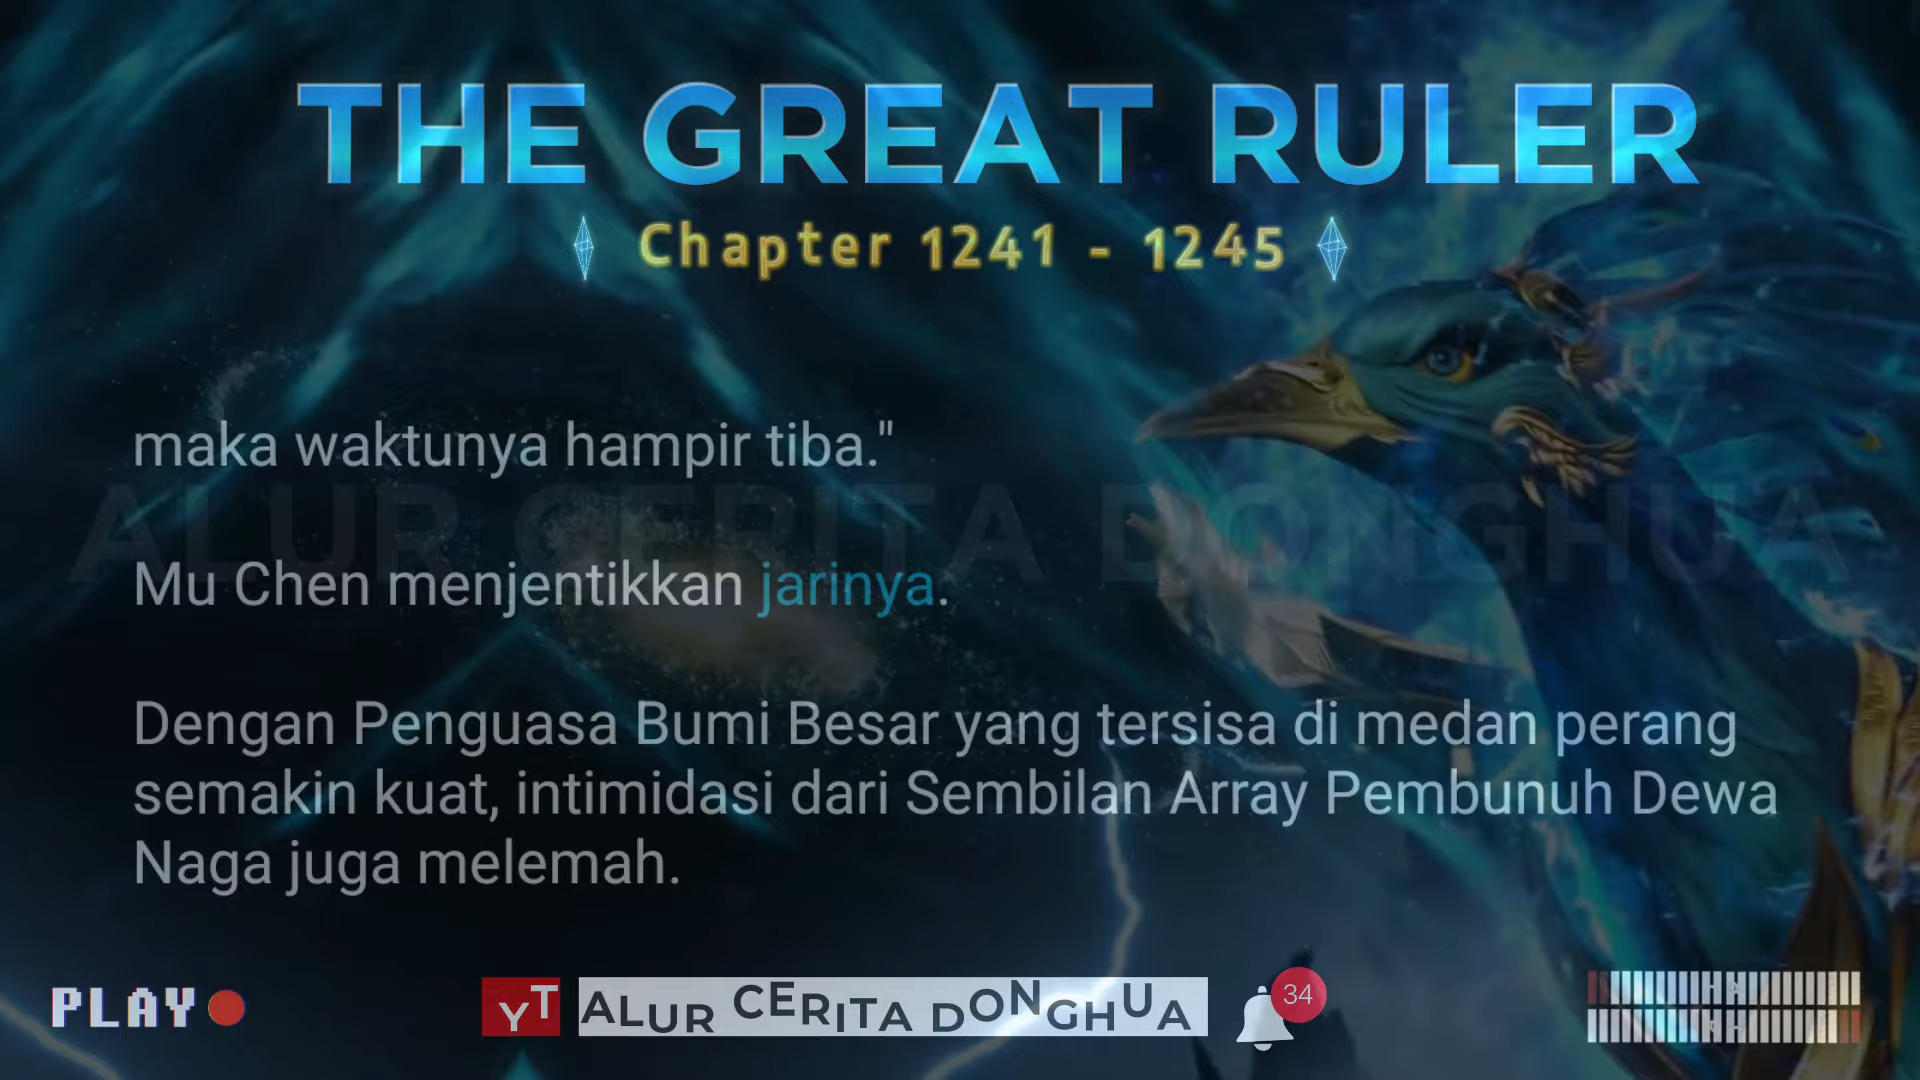 THE GREAT RULER
Chapter 1241 - 1245
maka waktunya hampir tiba."
ALUR CERITA DONGHUA
Mu Chen menjentikkan jarinya.
Dengan Penguasa Bumi Besar yang tersisa di medan perang
semakin kuat, intimidasi dari Sembilan Array Pembunuh Dewa
Naga juga melemah.
PLAY
YT ALUR CERITA DONGHUA
34